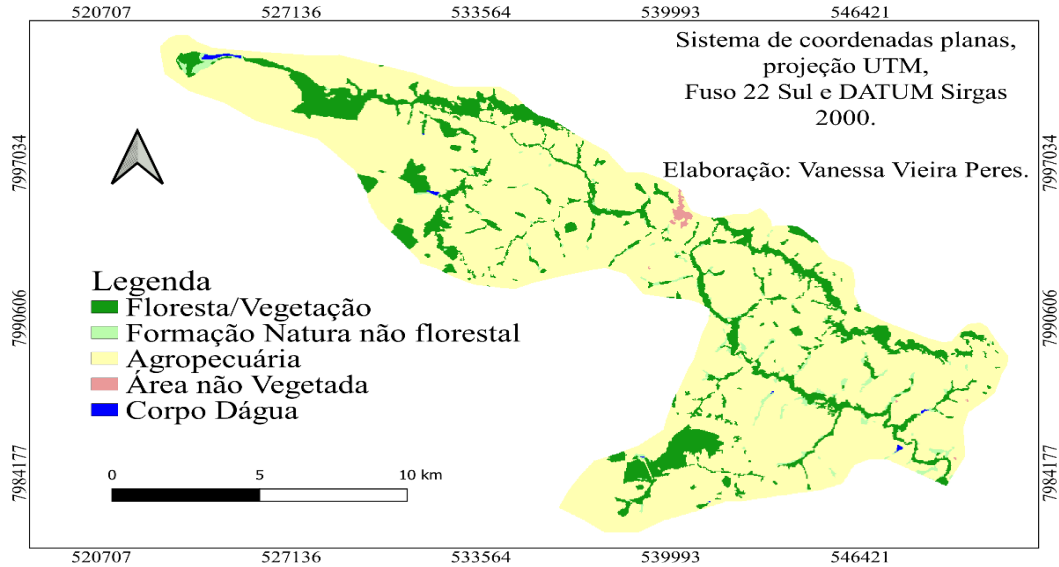 520707 527136 533564 539993 546421
Sistema de coordenadas planas,
projeção UTM,
Fuso 22 Sul e DATUM Sirgas
2000.
7997034 7997034
Elaboração: Vanessa Vieira Peres.
Legenda
Floresta/Vegetação
7990606 7990606
Formação Natura não florestal
Agropecuária
Área não Vegetada
Corpo Dágua
7984177 7984177
0 5 10 km
520707 527136 533564 539993 546421